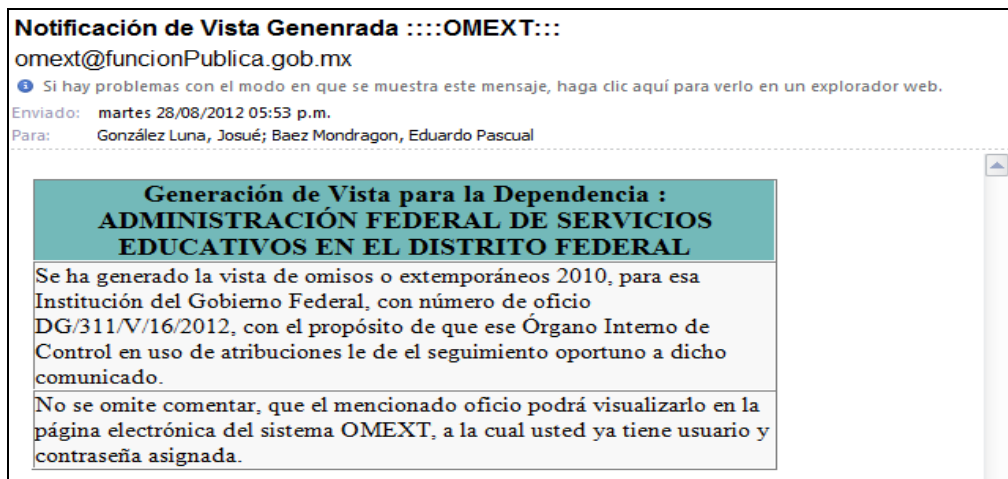 Notificación de Vista Genenrada ::::OMEXT:::
omext@funcionPublica.gob.mx
Si hay problemas con el modo en que se muestra este mensaje, haga clic aquí para verlo en un explorador web.
Enviado: martes 28/08/2012 05:53 p.m.
Para: González Luna, Josué; Baez Mondragon, Eduardo Pascual
Generación de Vista para la Dependencia :
ADMINISTRACIÓN FEDERAL DE SERVICIOS
EDUCATIVOS EN EL DISTRITO FEDERAL
Se ha generado la vista de omisos o extemporáneos 2010, para esa
Institución del Gobierno Federal, con número de oficio
DG/311/V/16/2012, con el propósito de que ese Órgano Interno de
Control en uso de atribuciones le de el seguimiento oportuno a dicho
comunicado.
No se omite comentar, que el mencionado oficio podrá visualizarlo en la
página electrónica del sistema OMEXT, a la cual usted ya tiene usuario y
contraseña asignada.